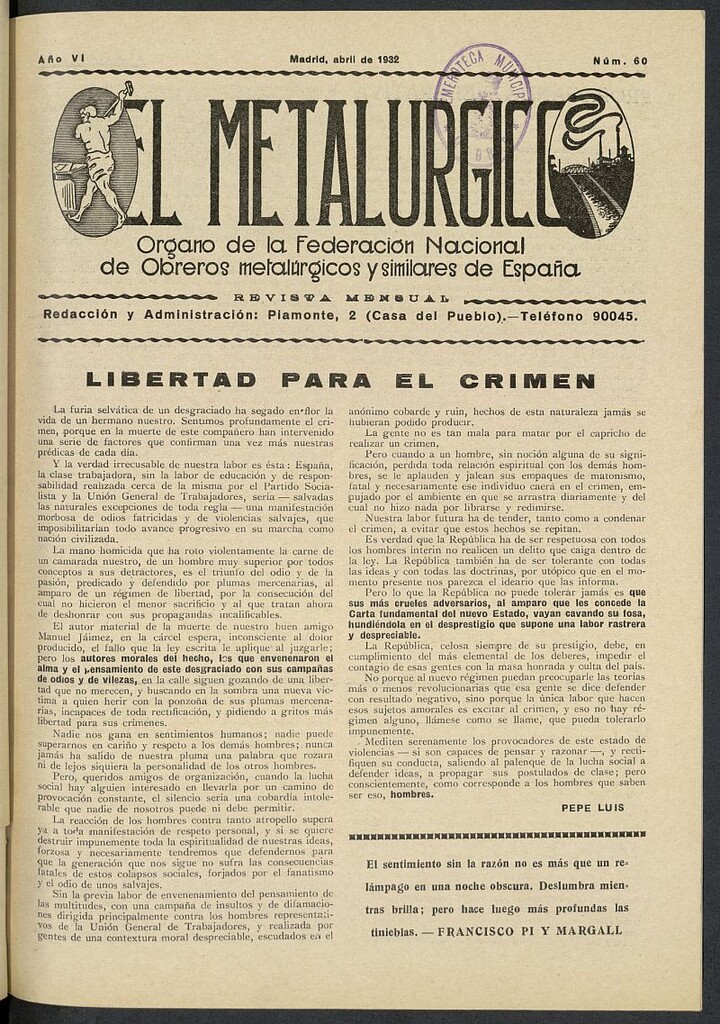 Año VI
Madrid, abril de 1932
Núm. 60
HEMEROTECA MUNICIPAL
EL METALURGICO
Organo de la Federación Nacional
de Obreros metalúrgicos y similares de España
REVISTA MENSUAL
Redacción y Administración: Piamonte, 2 (Casa del Pueblo).—Teléfono 90045.
LIBERTAD PARA EL CRIMEN
La furia selvática de un desgraciado ha segado en flor la
vida de un hermano nuestro. Sentumos profundamente el cri-
men, porque en la muerte de este compañero han intervenido
una serie de factores que confirman una vez más nuestras
prédicas de cada día.
Y la verdad irrecusable de nuestra labor es ésta: España,
la clase trabajadora, sin la labor de educación y de respon-
sabilidad realizada cerca de la misma por el Partido Socia-
lista y la Unión General de Trabajadores, sería — salvadas
las naturales excepciones de toda regla — una manifestación
morbosa de odios fatricidas y de violencias salvajes, que
imposibilitarían todo avance progresivo en su marcha como
nación civilizada.
La mano homicida que ha roto violentamente la carne de
un camarada nuestro, de un hombre muy superior por todos
conceptos a sus detractores, es el triunfo del odio y de la
pasión, predicado y defendido por plumas mercenarias, al
amparo de un régimen de libertad, por la consecución del
cual no hicieron el menor sacrificio y al que tratan ahora
de deshonrar con sus propagandas incalificables.
El autor material de la muerte de nuestro buen amigo
Manuel Jáimez, en la cárcel espera, inconsciente al dolor
producido, el fallo que la ley escrita le aplique al juzgarle;
pero los autores morales del hecho, los que envenenaron el
alma y el pensamiento de este desgraciado con sus campañas
de odios y de vilezas, en la calle siguen gozando de una liber-
tad que no merecen, y buscando en la sombra una nueva víc-
tima a quien herir con la ponzoña de sus plumas mercena-
rias, incapaces de toda rectificación, y pidiendo a gritos más
libertad para sus crímenes.
Nadie nos gana en sentimientos humanos; nadie puede
superarnos en cariño y respeto a los demás hombres; nunca
jamás ha salido de nuestra pluma una palabra que rozara
ni de lejos siquiera la personalidad de los otros hombres.
Pero, queridos amigos de organización, cuando la lucha
social hay alguien interesado en llevarla por un camino de
provocación constante, el silencio sería una cobardía intole-
rable que nadie de nosotros puede ni debe permitir.
La reacción de los hombres contra tanto atropello supera
ya a toda manifestación de respeto personal, y si se quiere
destruir impunemente toda la espiritualidad de nuestras ideas,
forzosa y necesariamente tendremos que defendernos para
que la generación que nos sigue no sufra las consecuencias
fatales de estos colapsos sociales, forjados por el fanatismo
y el odio de unos salvajes.
Sin la previa labor de envenenamiento del pensamiento de
las multitudes, con una campaña de insultos y de difamacio-
nes dirigida principalmente contra los hombres representati-
vos de la Unión General de Trabajadores, y realizada por
gentes de una contextura moral despreciable, escudados en el
anónimo cobarde y ruin, hechos de esta naturaleza jamás se
hubieran podido producir.
La gente no es tan mala para matar por el capricho de
realizar un crimen.
Pero cuando a un hombre, sin noción alguna de su signi-
ficación, perdida toda relación espiritual con los demás hom-
bres, se le aplauden y jalean sus empaques de matonismo,
fatal y necesariamente ese individuo caerá en el crimen, em-
pujado por el ambiente en que se arrastra diariamente y del
cual no hizo nada por librarse y redimirse.
Nuestra labor futura ha de tender, tanto como a condenar
el crimen, a evitar que estos hechos se repitan.
Es verdad que la República ha de ser respetuosa con todos
los hombres ínterin no realicen un delito que caiga dentro de
la ley. La República también ha de ser tolerante con todas
las ideas y con todas las doctrinas, por utópico que en el mo-
mento presente nos parezca el ideario que las informa.
Pero lo que la República no puede tolerar jamás es que
sus más crueles adversarios, al amparo que les concede la
Carta fundamental del nuevo Estado, vayan cavando su fosa,
hundiéndola en el desprestigio que supone una labor rastrera
y despreciable.
La República, celosa siempre de su prestigio, debe, en
cumplimiento del más elemental de los deberes, impedir el
contagio de esas gentes con la masa honrada y culta del país.
No porque al nuevo régimen puedan preocuparle las teorías
más o menos revolucionarias que esa gente se dice defender
con resultado negativo, sino porque la única labor que hacen
esos sujetos amorales es excitar al crimen, y eso no hay ré-
gimen alguno, llámese como se llame, que pueda tolerarlo
impunemente.
Mediten serenamente los provocadores de este estado de
violencias — si son capaces de pensar y razonar —, y recti-
fiquen su conducta, saliendo al palenque de la lucha social a
defender ideas, a propagar sus postulados de clase; pero
conscientemente, como corresponde a los hombres que saben
ser eso, hombres.
PEPE LUIS
El sentimiento sin la razón no es más que un re-
lámpago en una noche obscura. Deslumbra mien-
tras brilla; pero hace luego más profundas las
tinieblas. — FRANCISCO PI Y MARGALL